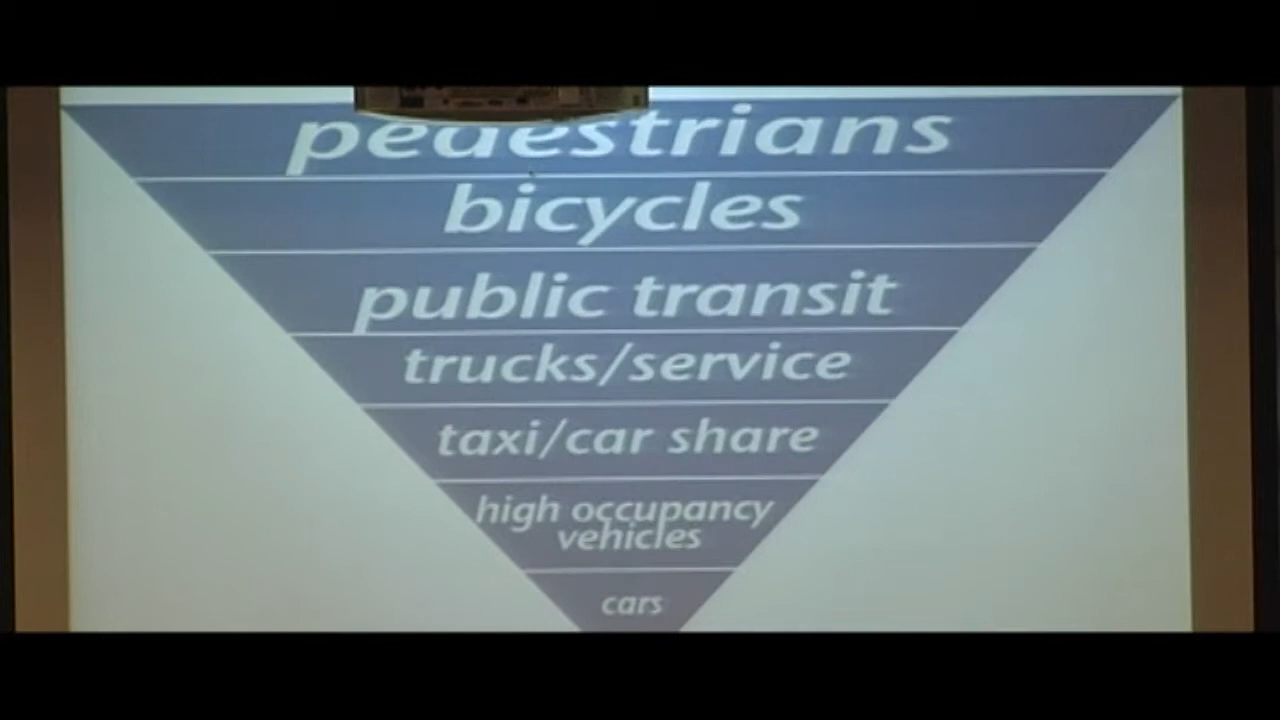 pedestrians
bicycles
public transit
trucks/service
taxi/car share
high occupancy
vehicles
cars